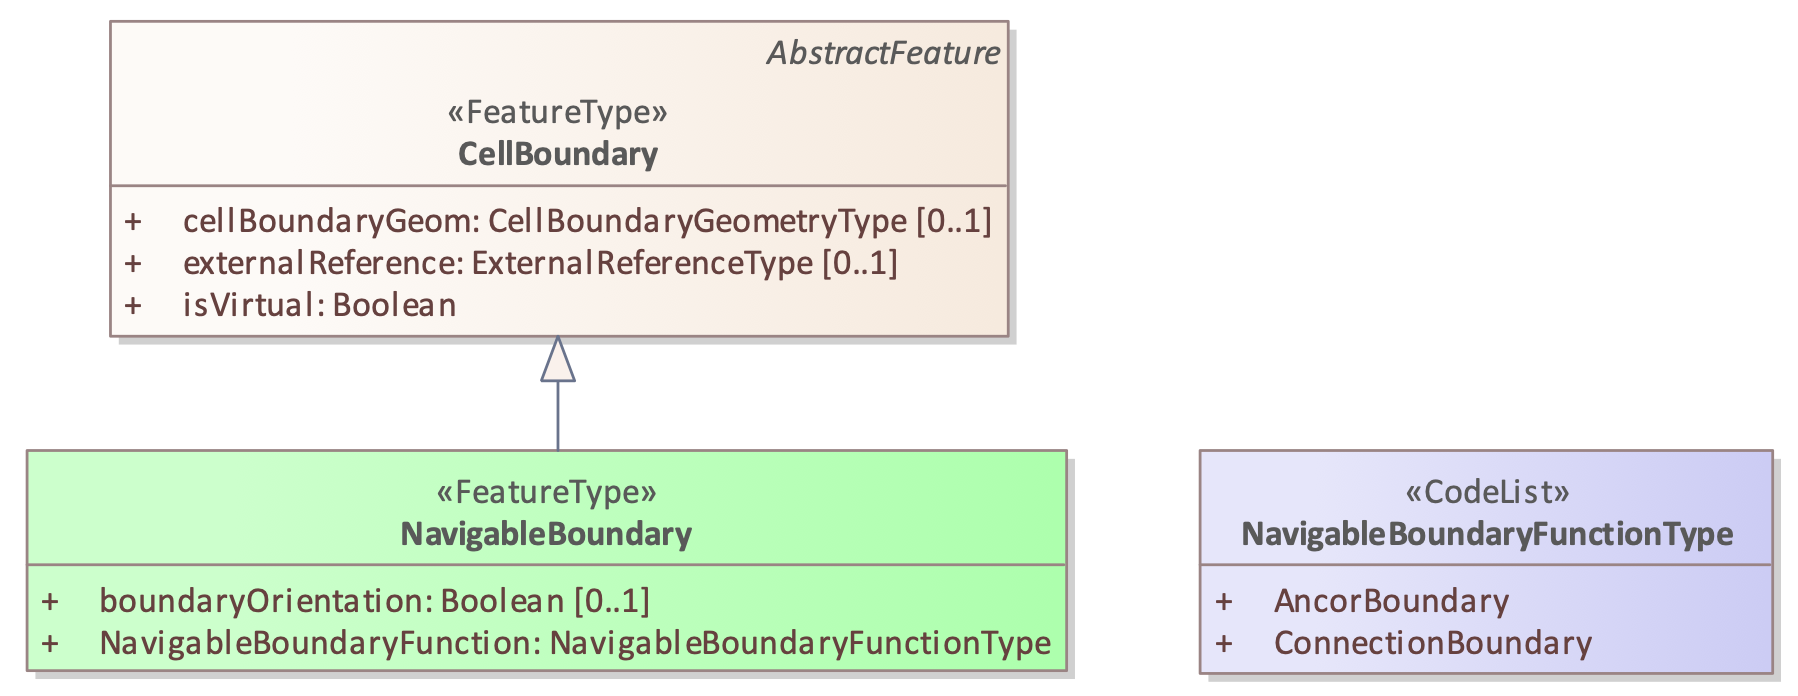 AbstractFeature
«FeatureType»
CellBoundary
+ cellBoundaryGeom: CellBoundaryGeometryType [0..1]
+ externalReference: ExternalReferenceType [0..1]
+ isVirtual: Boolean
«FeatureType»
NavigableBoundary
+ boundaryOrientation: Boolean [0..1]
+ NavigableBoundaryFunction: NavigableBoundaryFunctionType
«CodeList»
NavigableBoundaryFunctionType
+ AncorBoundary
+ ConnectionBoundary